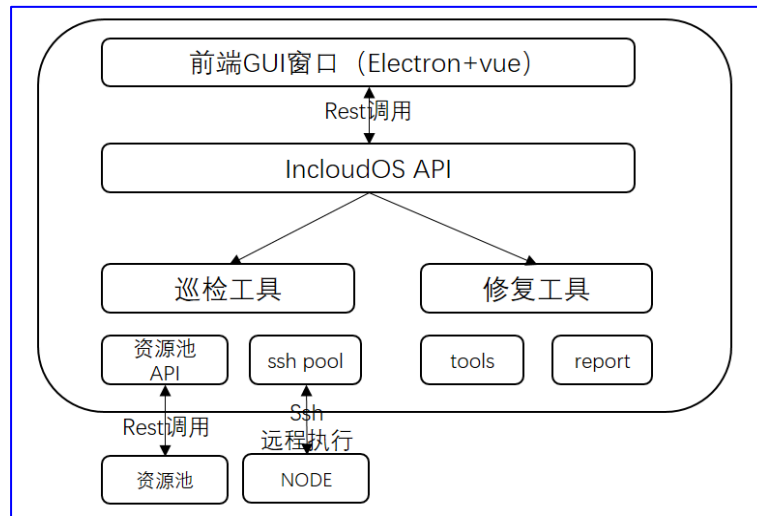 前端GUI窗口（Electron+vue）
Rest调用
IncloudOS API
巡检工具
修复工具
资源池
API
ssh pool
tools
report
Rest调用
Ssh
远程执行
资源池
NODE